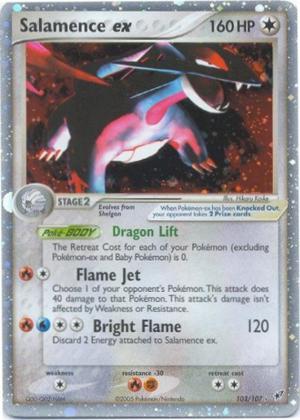 Salamence ex 160 HP
Illus. Hikaru Koike
STAGE2
Evolves from
Shelgon
When Pokémon-ex has been Knocked Out,
your opponent takes 2 Prize cards.
Poké-BODY Dragon Lift
The Retreat Cost for each of your Pokémon (excluding
Pokémon-ex and Baby Pokémon) is 0.
Flame Jet
Choose 1 of your opponent's Pokémon. This attack does
40 damage to that Pokémon. This attack's damage isn't
affected by Weakness or Resistance.
Bright Flame 120
Discard 2 Energy attached to Salamence ex.
weakness resistance -30 retreat cost
©2005 Pokémon/Nintendo
103/107